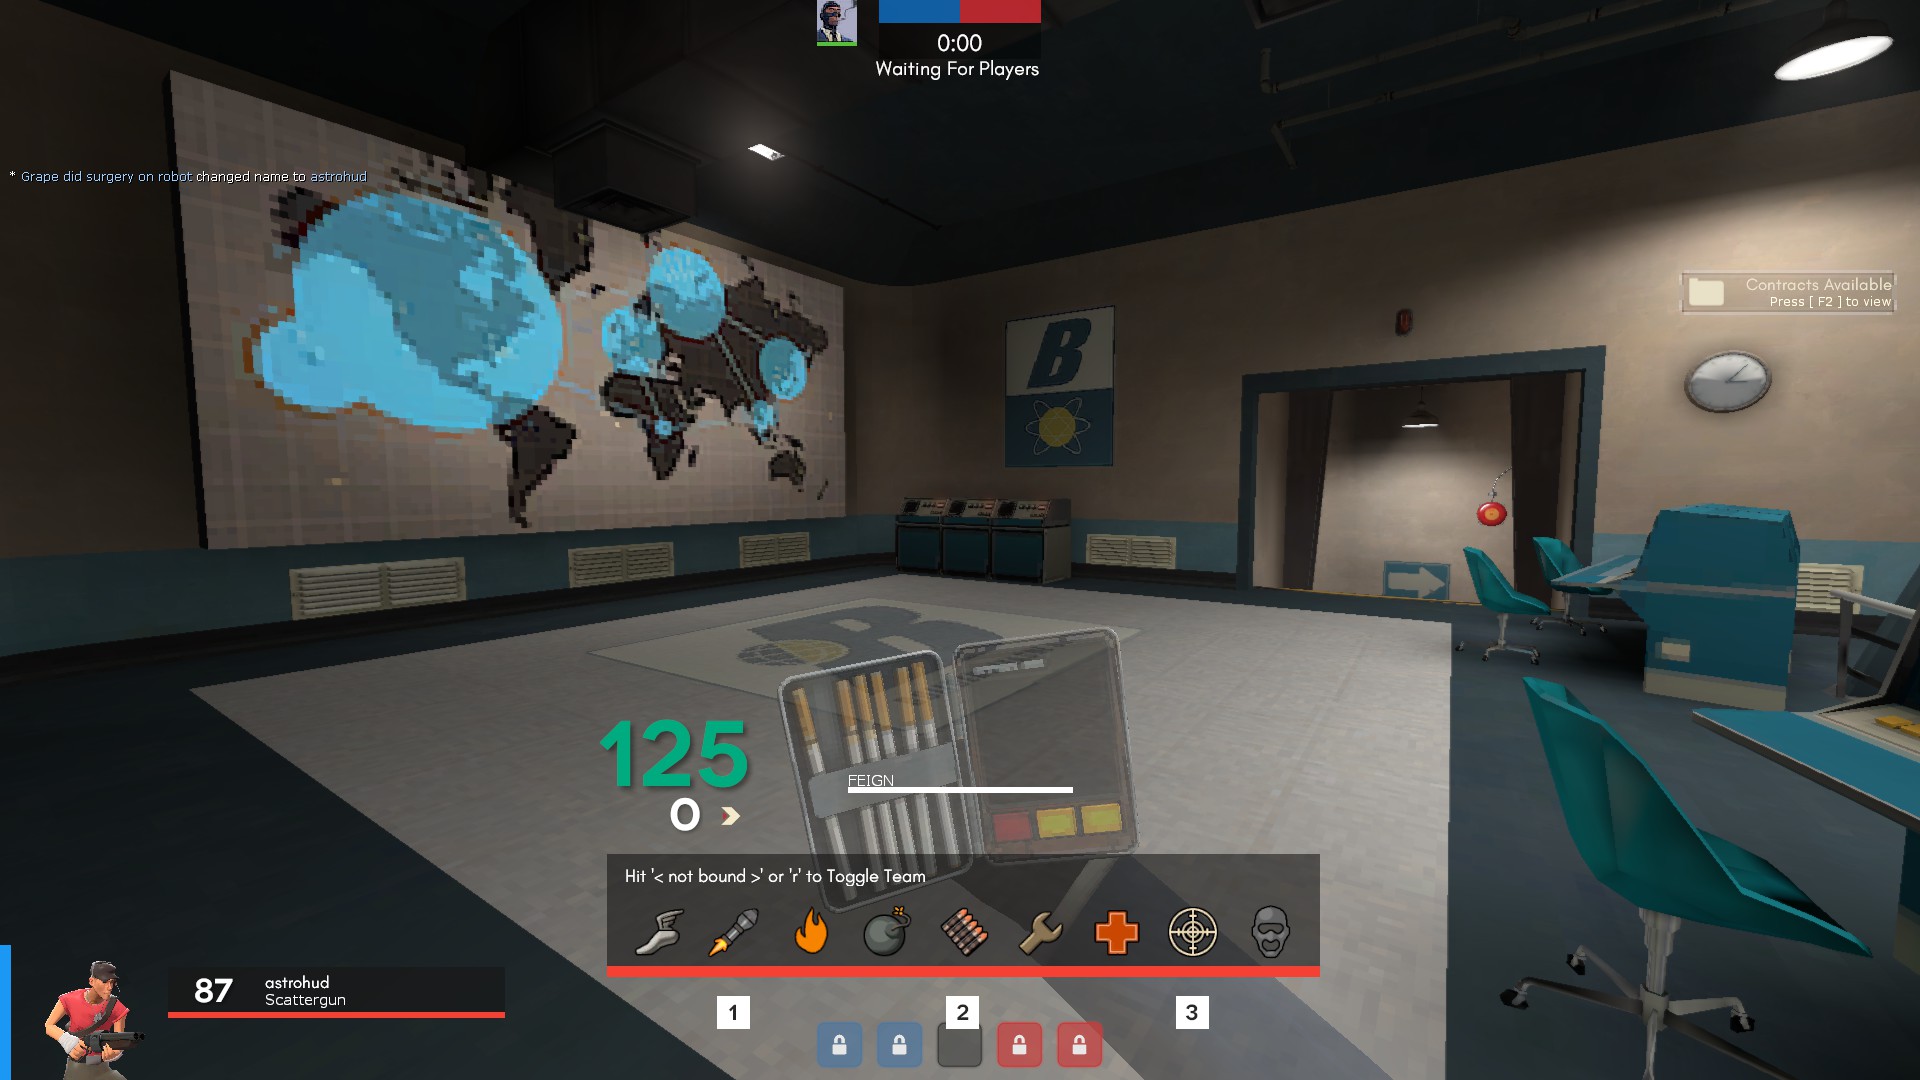 0:00
Waiting For Players
* Grape did surgery on robot changed name to astrohud
Contracts Available
Press [ F2 ] to view
B
B
125
0
FEIGN
Hit '< not bound >' or 'r' to Toggle Team
87
astrohud
Scattergun
1
2
3